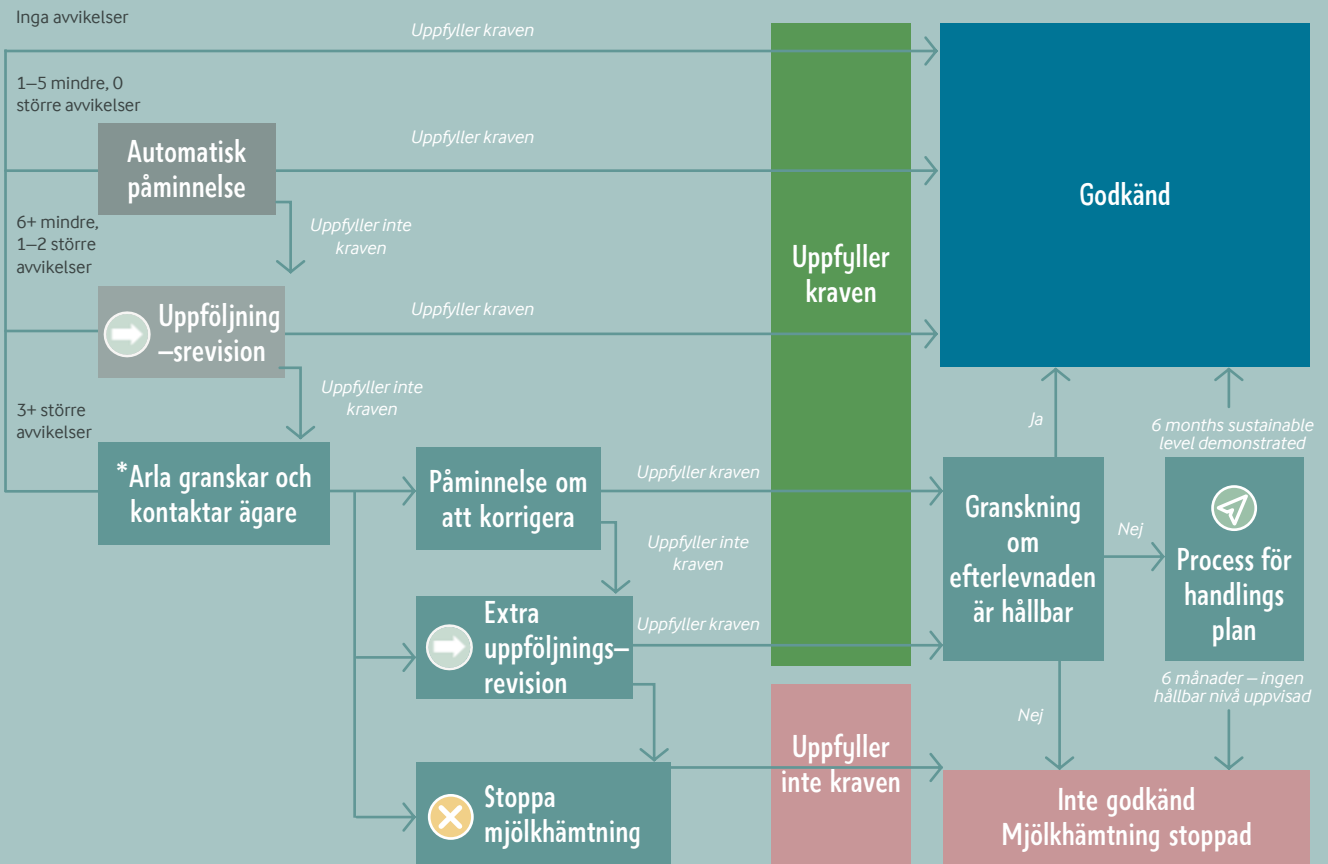 Inga avvikelser
Uppfyller kraven
1–5 mindre, 0
större avvikelser
Automatisk
påminnelse
Uppfyller kraven
Godkänd
6+ mindre,
1–2 större
avvikelser
Uppfyller inte
kraven
Uppfyller
kraven
Uppföljning
–srevision
Uppfyller kraven
Uppfyller inte
kraven
3+ större
avvikelser
*Arla granskar och
kontaktar ägare
Påminnelse om
att korrigera
Uppfyller kraven
Uppfyller inte
kraven
Ja
6 months sustainable
level demonstrated
Granskning
om
efterlevnaden
är hållbar
Nej
Process för
handlings
plan
Extra
uppföljnings–
revision
Uppfyller kraven
Nej
6 månader – ingen
hållbar nivå uppvisad
Stoppa
mjölkhämtning
Uppfyller
inte kraven
Inte godkänd
Mjölkhämtning stoppad